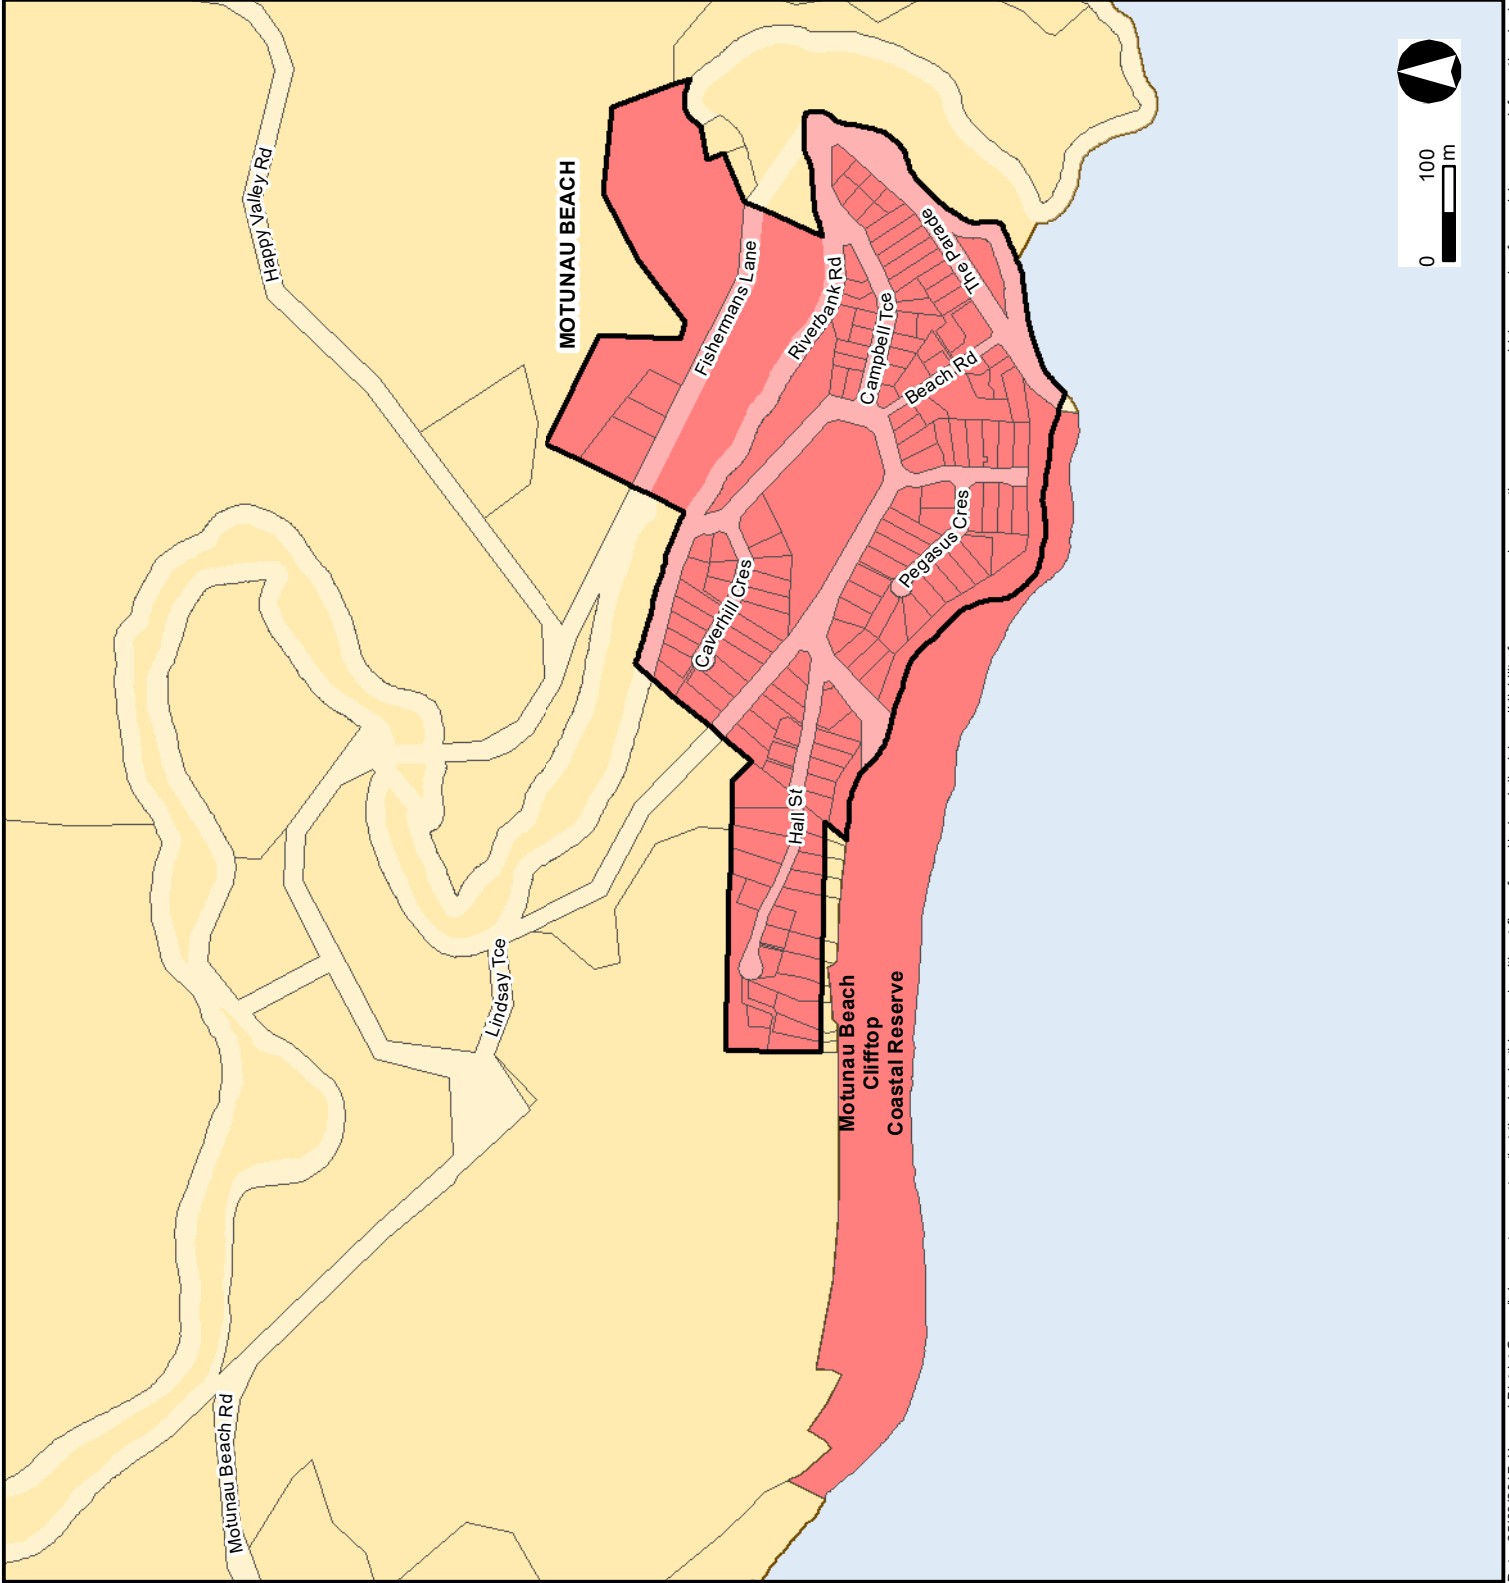 Happy Valley Rd
MOTUNAU BEACH
Fishermans Lane
Riverbank Rd
The Parade
Campbell Tce
Beach Rd
Pegasus Cres
Caverhill Cres
Hall St
Lindsay Tce
Motunau Beach
Clifftop
Coastal Reserve
Motunau Beach Rd
0 100
m